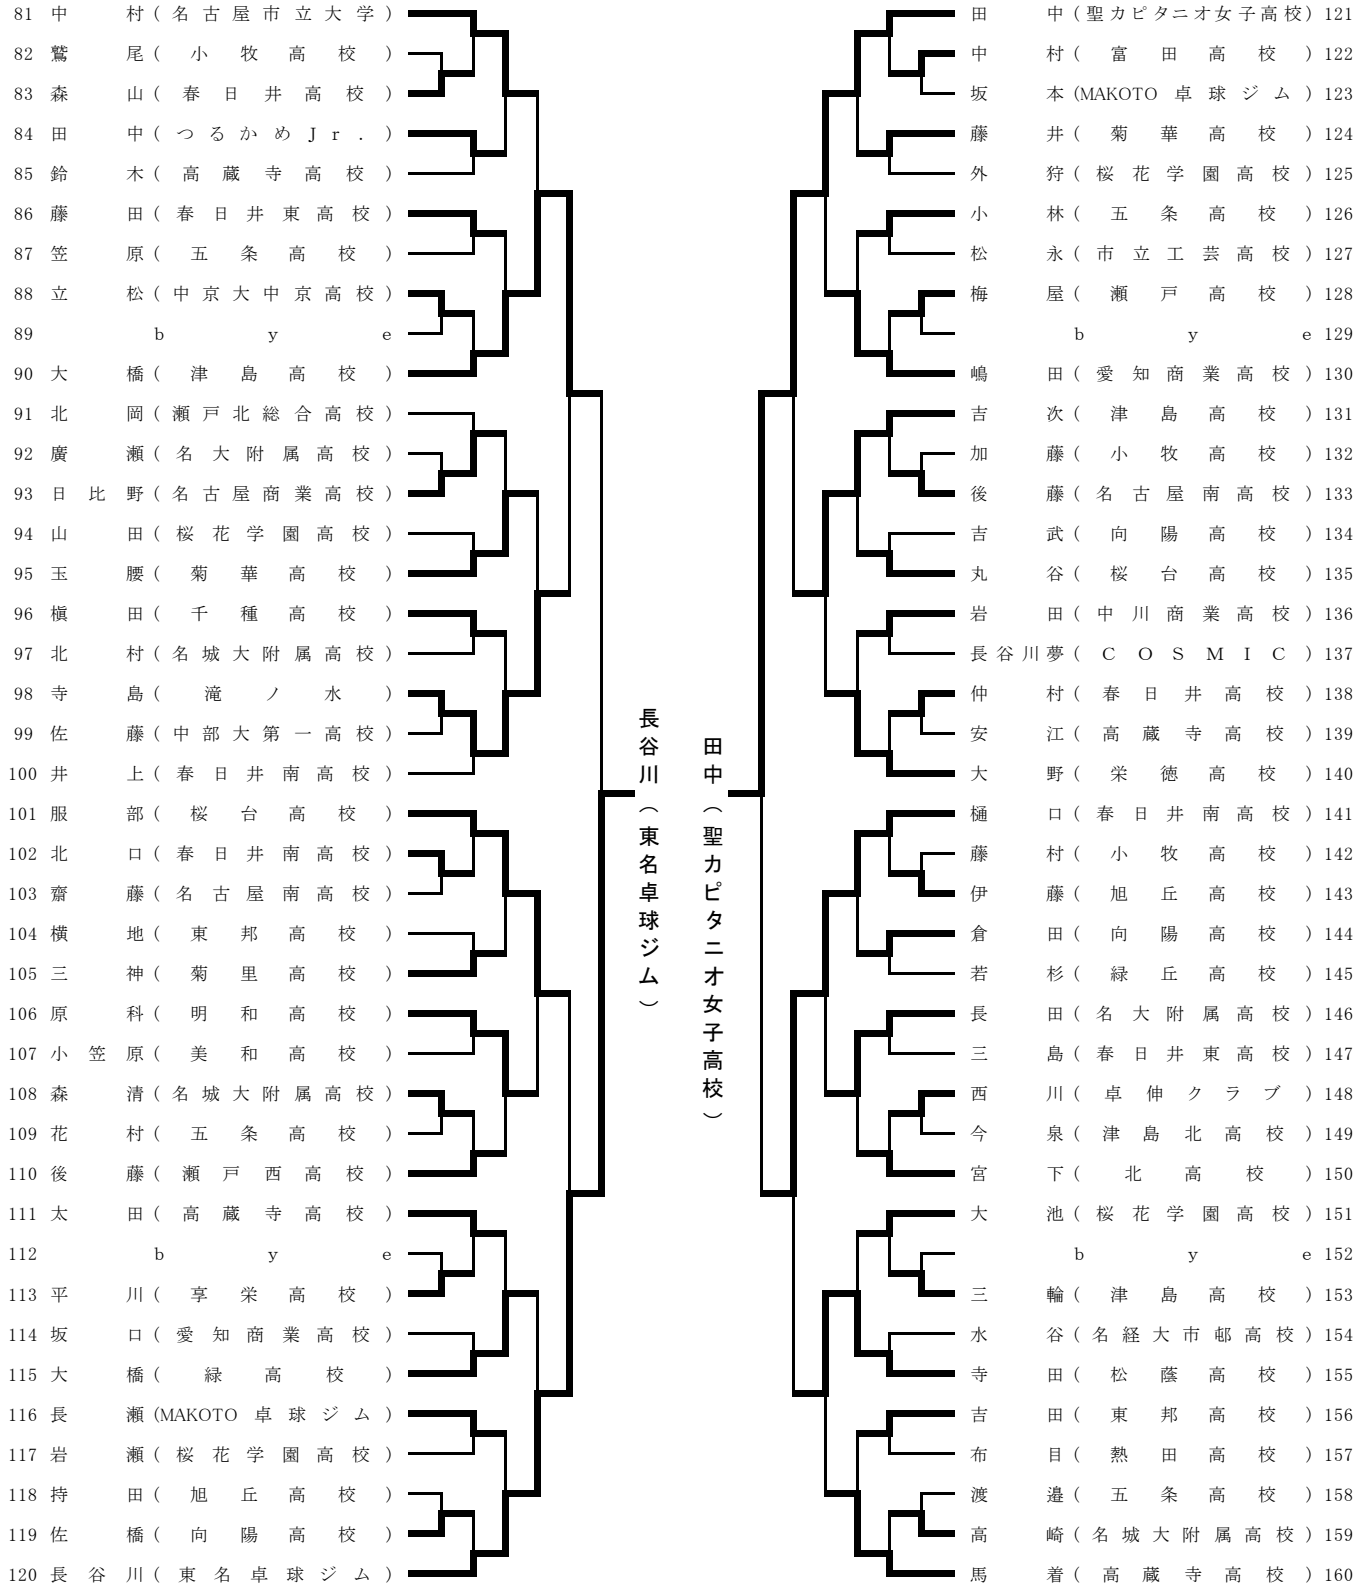 81 中村(名古屋市立大学)
82 鷲尾(小牧高校)
83 森山(春日井高校)
84 田中(つるかめJr.)
85 鈴木(高蔵寺高校)
86 藤田(春日井東高校)
87 笠原(五条高校)
88 立松(中京大中京高校)
89 bye
90 大橋(津島高校)
91 北岡(瀬戸北総合高校)
92 廣瀬(名大附属高校)
93 日比野(名古屋商業高校)
94 山田(桜花学園高校)
95 玉腰(菊華高校)
96 槇田(千種高校)
97 北村(名城大附属高校)
98 寺島(滝ノ水)
99 佐藤(中部大第一高校)
100 井上(春日井南高校)
101 服部(桜台高校)
102 北口(春日井南高校)
103 齋藤(名古屋南高校)
104 横地(東邦高校)
105 三神(菊里高校)
106 原科(明和高校)
107 小笠原(美和高校)
108 森清(名城大附属高校)
109 花村(五条高校)
110 後藤(瀬戸西高校)
111 太田(高蔵寺高校)
112 bye
113 平川(享栄高校)
114 坂口(愛知商業高校)
115 大橋(緑高校)
116 長瀬(MAKOTO卓球ジム)
117 岩瀬(桜花学園高校)
118 持田(旭丘高校)
119 佐橋(向陽高校)
120 長谷川(東名卓球ジム)
長谷川(東名卓球ジム)
田中(聖カピタニオ女子高校)
田中(聖カピタニオ女子高校) 121
中村(富田高校) 122
坂本(MAKOTO卓球ジム) 123
藤井(菊華高校) 124
外狩(桜花学園高校) 125
小林(五条高校) 126
松永(市立工芸高校) 127
梅屋(瀬戸高校) 128
bye 129
嶋田(愛知商業高校) 130
吉次(津島高校) 131
加藤(小牧高校) 132
後藤(名古屋南高校) 133
吉武(向陽高校) 134
丸谷(桜台高校) 135
岩田(中川商業高校) 136
長谷川夢(COSMIC) 137
仲村(春日井高校) 138
安江(高蔵寺高校) 139
大野(栄徳高校) 140
樋口(春日井南高校) 141
藤村(小牧高校) 142
伊藤(旭丘高校) 143
倉田(向陽高校) 144
若杉(緑丘高校) 145
長田(名大附属高校) 146
三島(春日井東高校) 147
西川(卓伸クラブ) 148
今泉(津島北高校) 149
宮下(北高校) 150
大池(桜花学園高校) 151
bye 152
三輪(津島高校) 153
水谷(名経大市邨高校) 154
寺田(松蔭高校) 155
吉田(東邦高校) 156
布目(熱田高校) 157
渡邉(五条高校) 158
高崎(名城大附属高校) 159
馬着(高蔵寺高校) 160